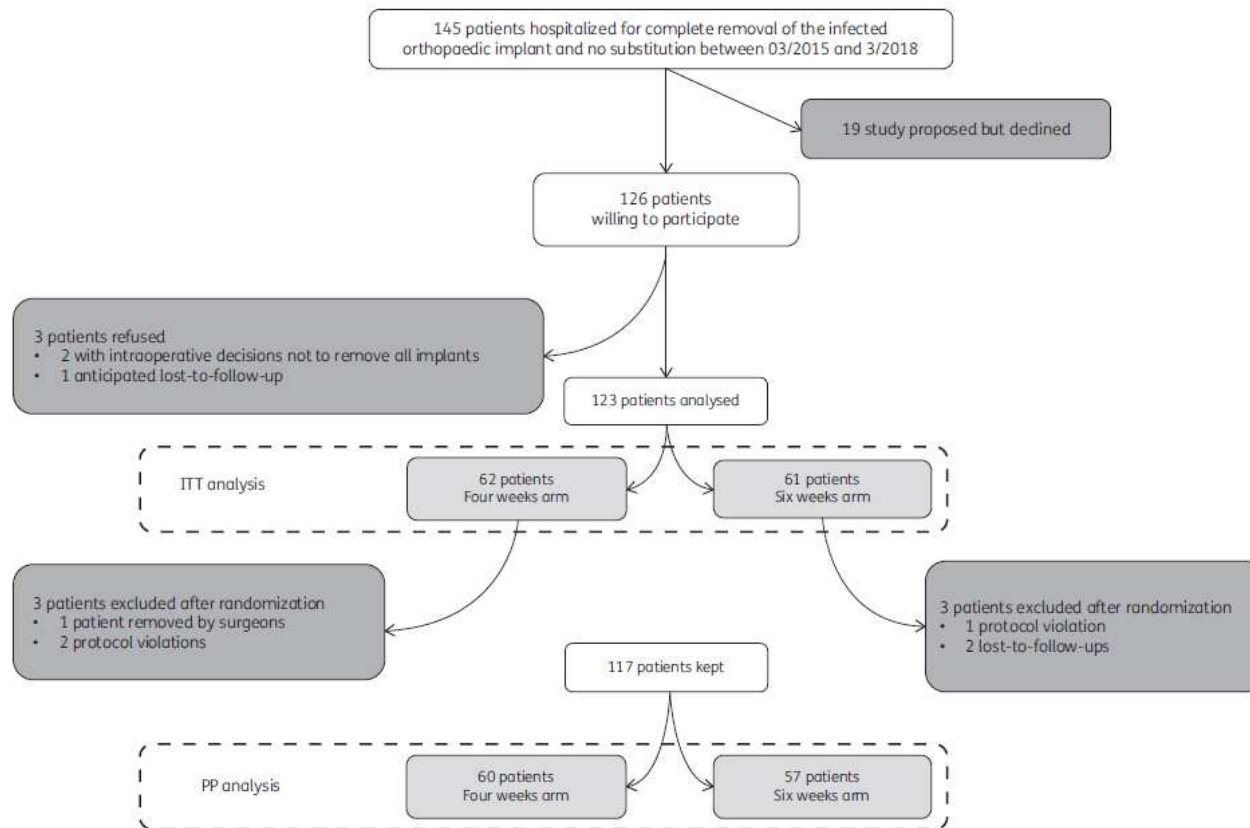 145 patients hospitalized for complete removal of the infected
orthopaedic implant and no substitution between 03/2015 and 3/2018
19 study proposed but declined
126 patients
willing to participate
3 patients refused
• 2 with intraoperative decisions not to remove all implants
• 1 anticipated lost-to-follow-up
123 patients analysed
ITT analysis
62 patients
Four weeks arm
61 patients
Six weeks arm
3 patients excluded after randomization
• 1 patient removed by surgeons
• 2 protocol violations
3 patients excluded after randomization
• 1 protocol violation
• 2 lost-to-follow-ups
117 patients kept
PP analysis
60 patients
Four weeks arm
57 patients
Six weeks arm